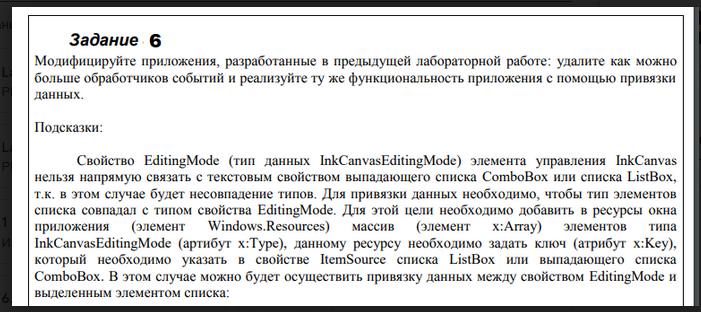 Задание 6
Модифицируйте приложения, разработанные в предыдущей лабораторной работе: удалите как можно
больше обработчиков событий и реализуйте ту же функциональность приложения с помощью привязки
данных.
Подсказки:
Свойство EditingMode (тип данных InkCanvasEditingMode) элемента управления InkCanvas
нельзя напрямую связать с текстовым свойством выпадающего списка ComboBox или списка ListBox,
т.к. в этом случае будет несовпадение типов. Для привязки данных необходимо, чтобы тип элементов
списка совпадал с типом свойства EditingMode. Для этой цели необходимо добавить в ресурсы окна
приложения (элемент Windows.Resources) массив (элемент x:Array) элементов типа
InkCanvasEditingMode (артибут x:Type), данному ресурсу необходимо задать ключ (атрибут x:Key),
который необходимо указать в свойстве ItemSource списка ListBox или выпадающего списка
ComboBox. В этом случае можно будет осуществить привязку данных между свойством EditingMode и
выделенным элементом списка: